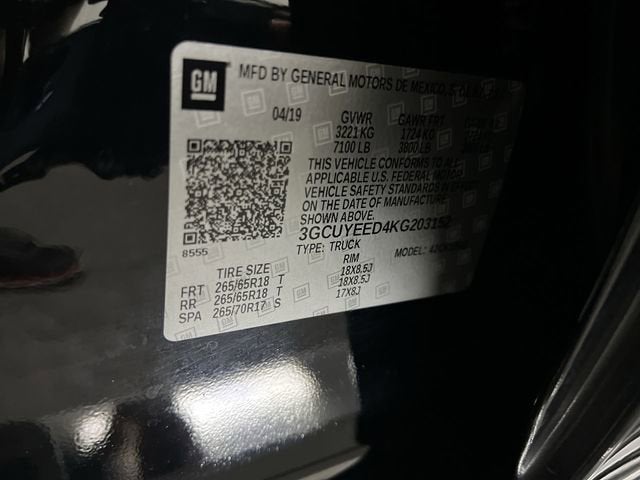 GM
MFD BY GENERAL MOTORS DE MEXICO,
04/19 GVWR GAWR FRT
3221 KG 1724 KG
7100 LB 3800 LB
THIS VEHICLE CONFORMS TO ALL
APPLICABLE U.S. FEDERAL MOTOR
VEHICLE SAFETY STANDARDS IN EFFECT
ON THE DATE OF MANUFACTURE
SHOWN ABOVE.
3GCUYEED4KG203152
8555
TYPE: TRUCK MODEL:
TIRE SIZE RIM
FRT 265/65R18 T 18X8.5J
RR 265/65R18 T 18X8.5J
SPA 265/70R17 S 17X8J